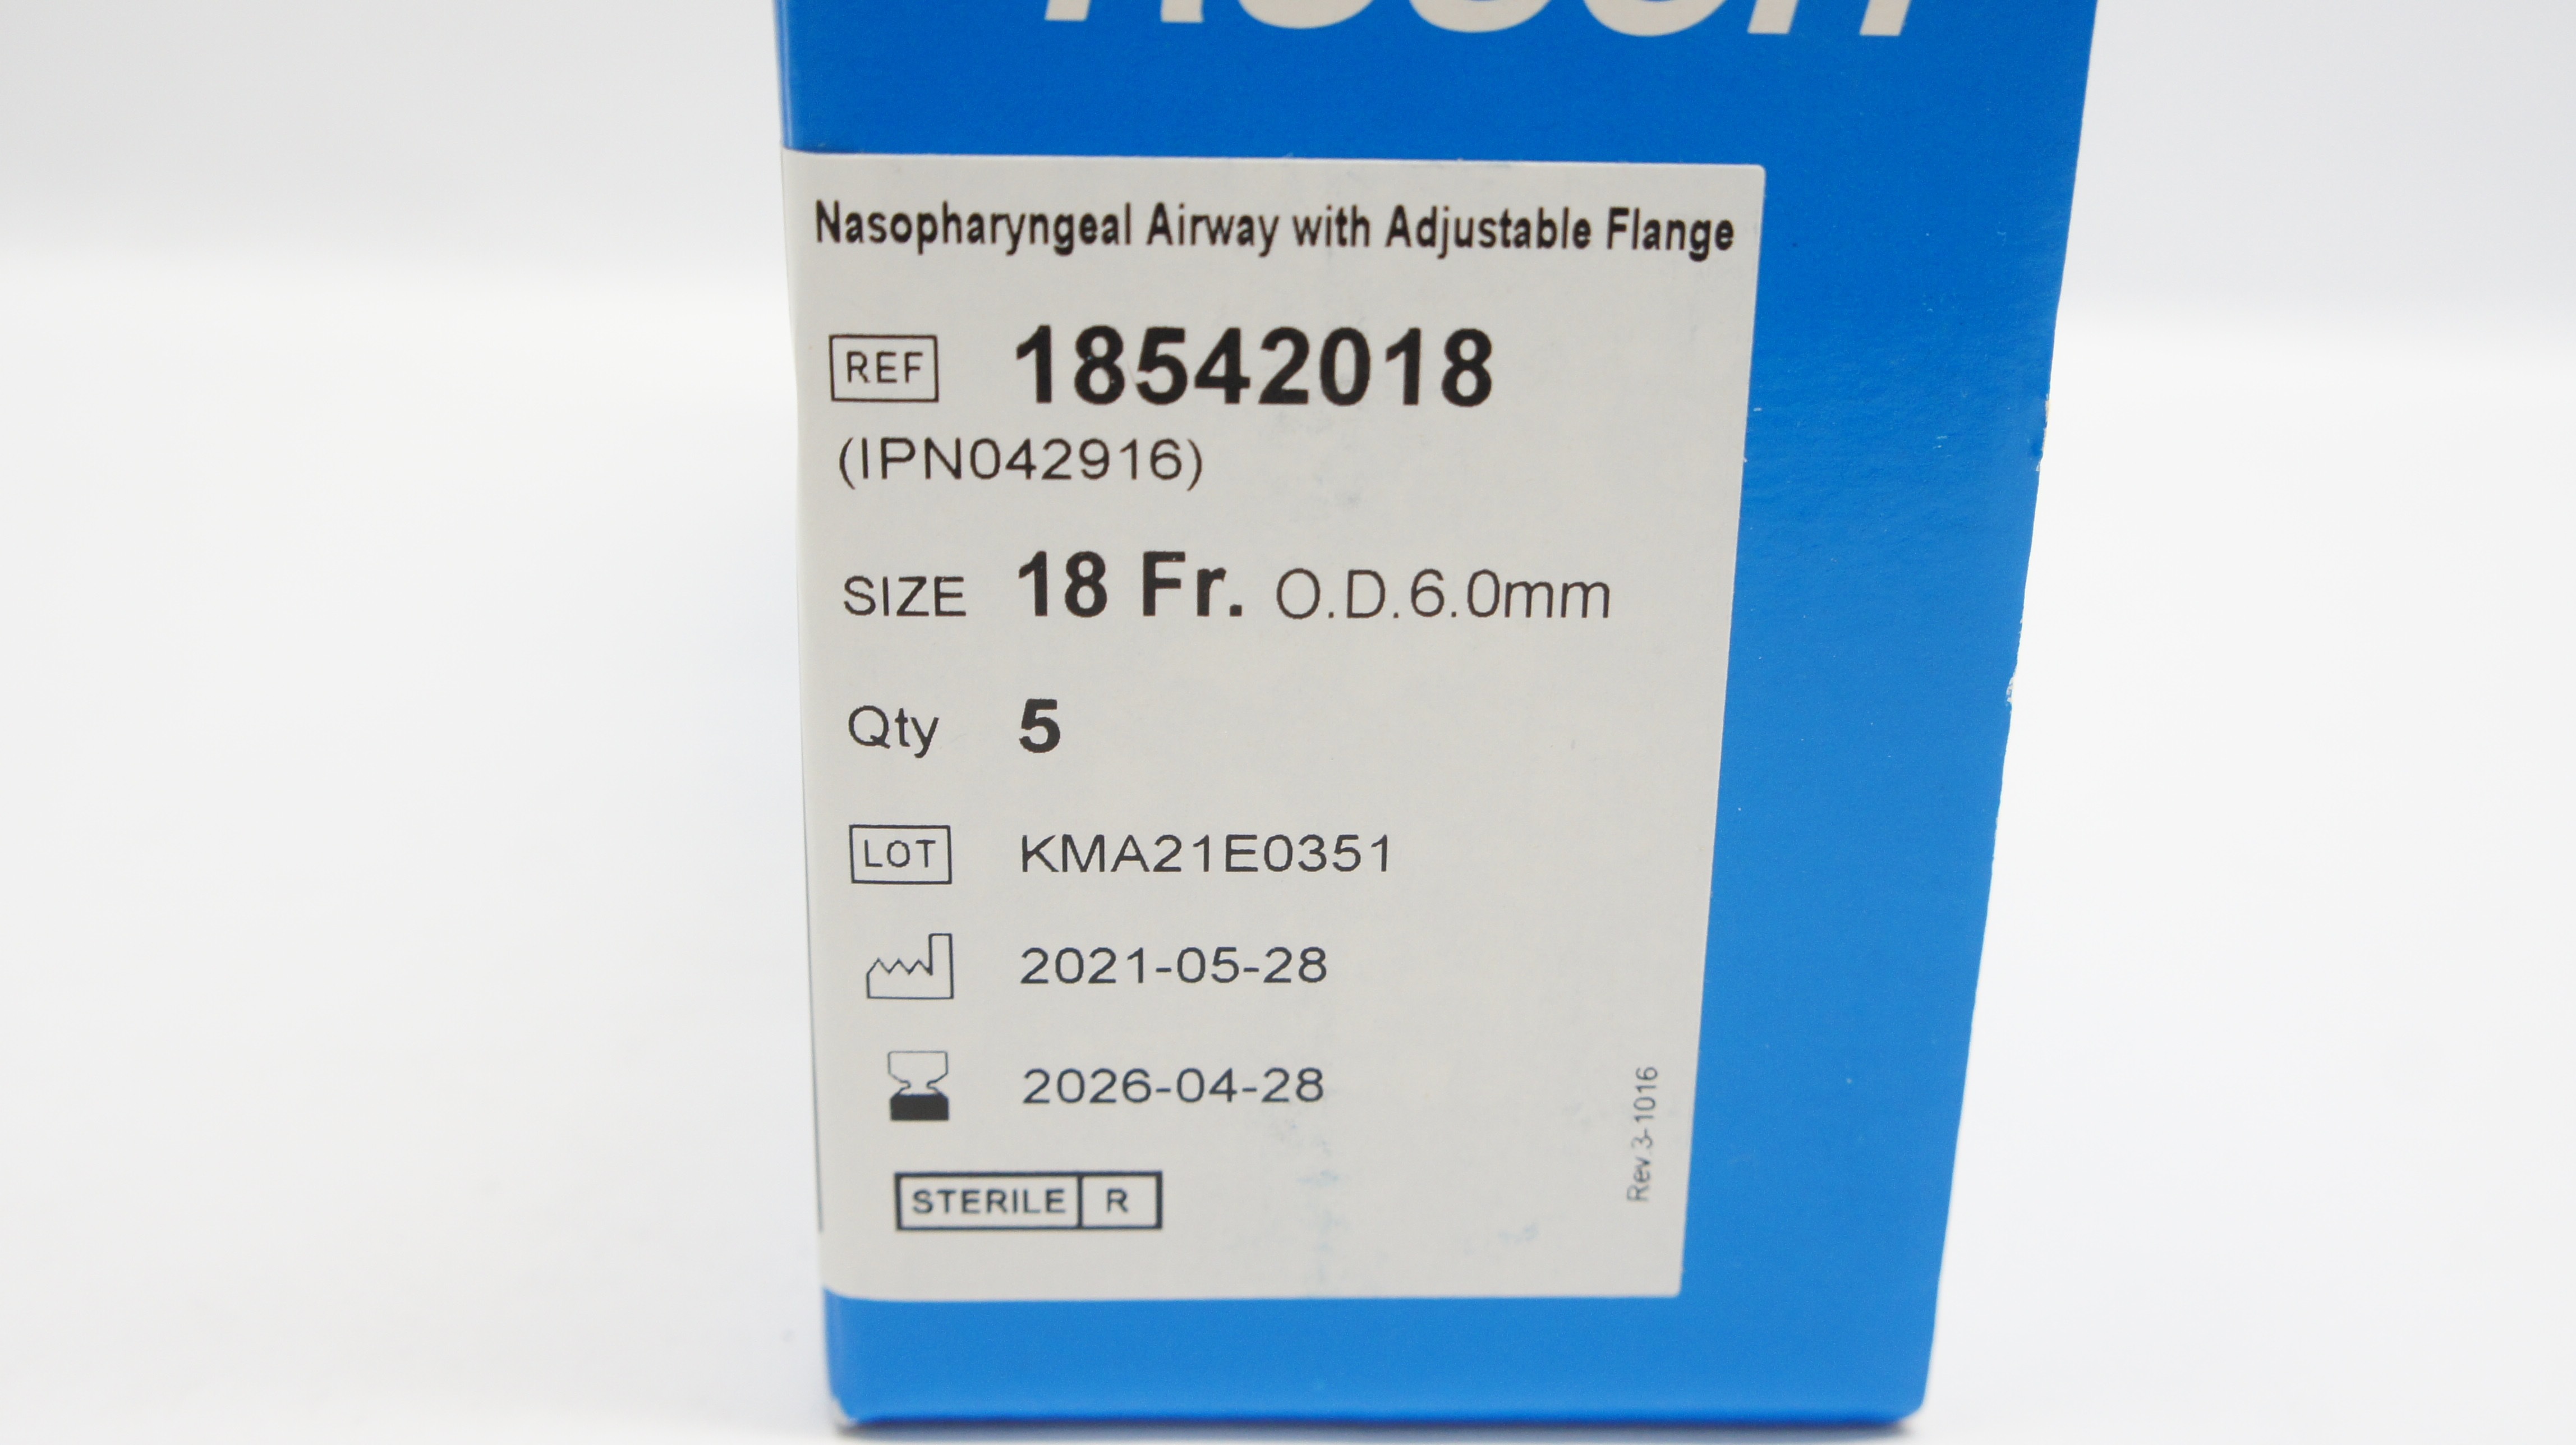 Nasopharyngeal Airway with Adjustable Flange
REF 18542018
(IPN042916)
SIZE 18 Fr. O.D.6.0mm
Qty 5
LOT KMA21E0351
2021-05-28
2026-04-28
STERILE R
Rev.3-1016